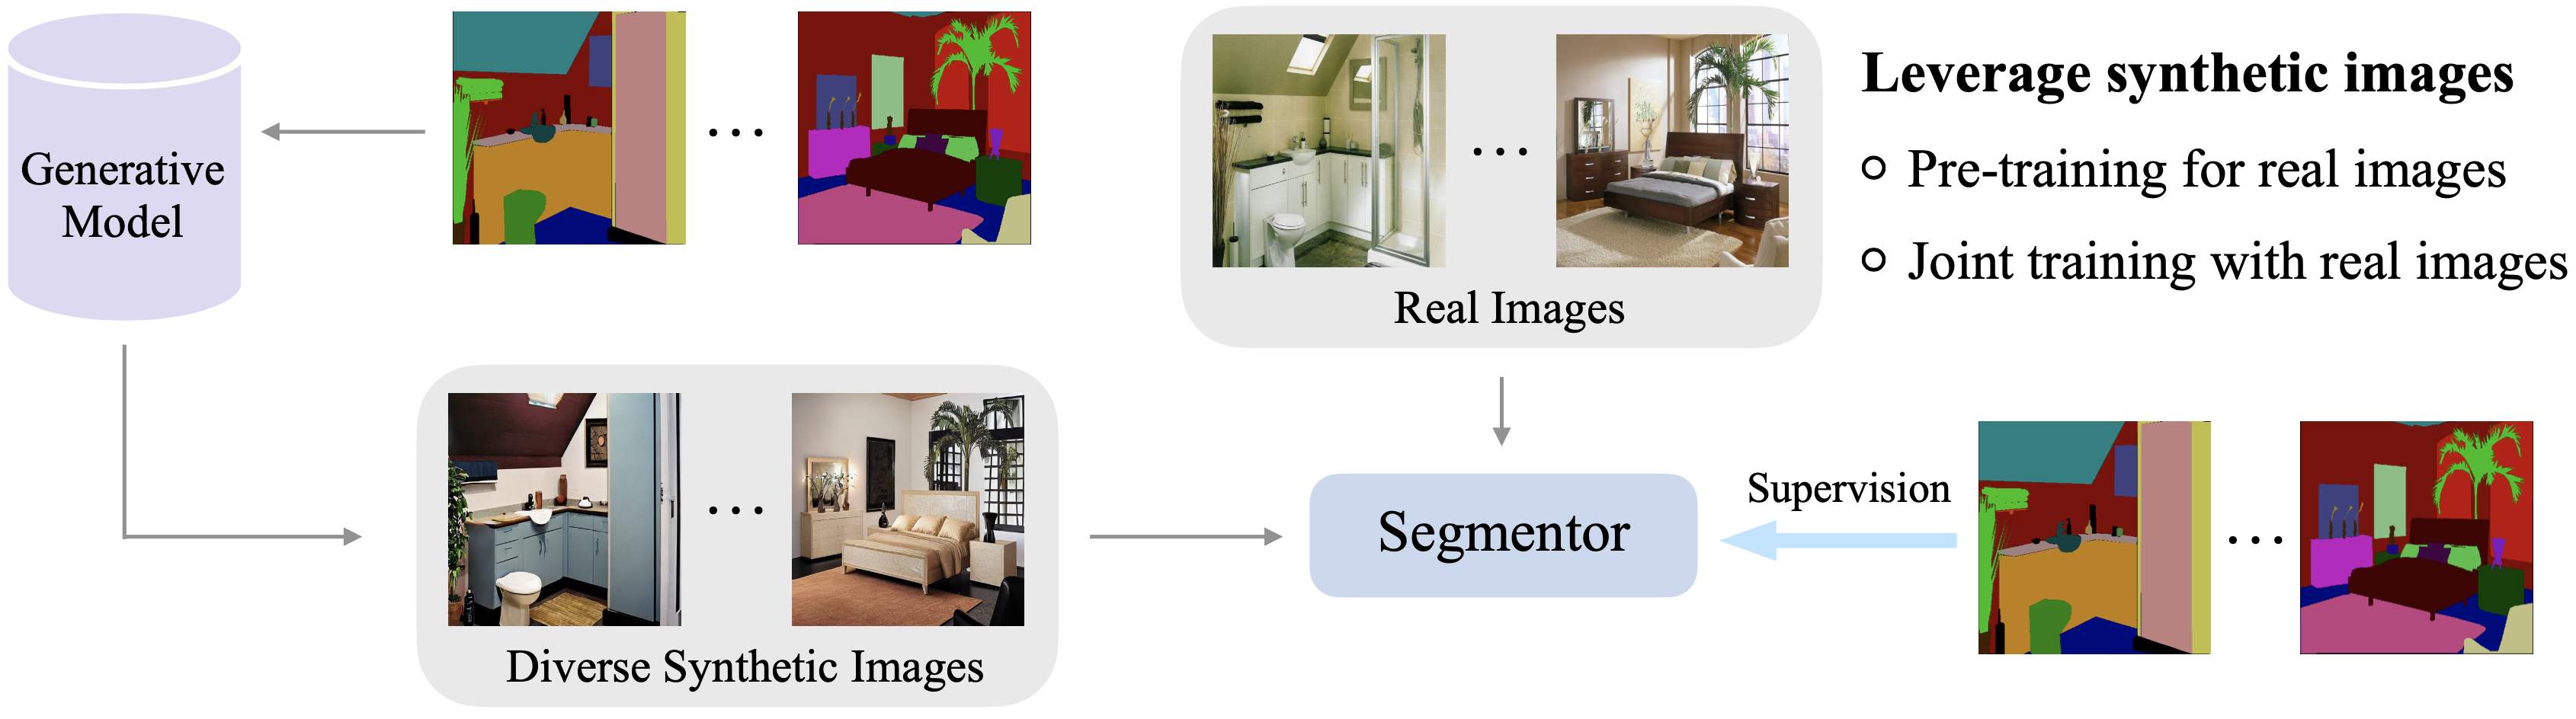 Generative
Model
Real Images
Leverage synthetic images
Pre-training for real images
Joint training with real images
Diverse Synthetic Images
Segmentor
Supervision